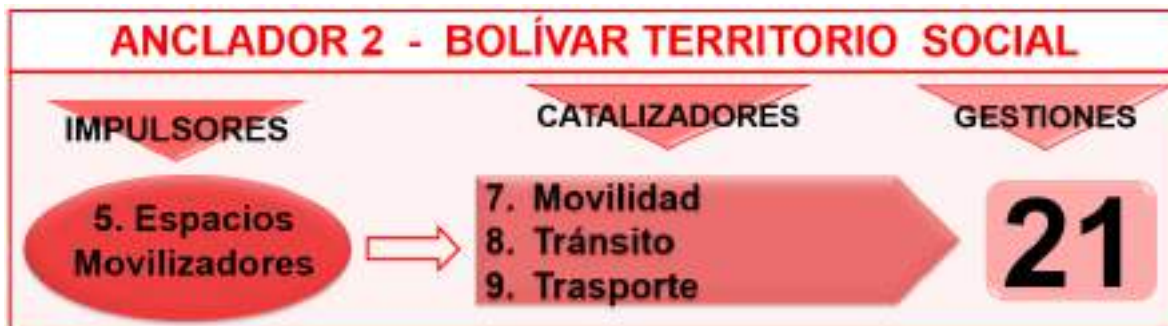 ANCLADOR 2 - BOLÍVAR TERRITORIO SOCIAL
IMPULSORES
CATALIZADORES
GESTIONES
5. Espacios
Movilizadores
7. Movilidad
8. Tránsito
9. Trasporte
21